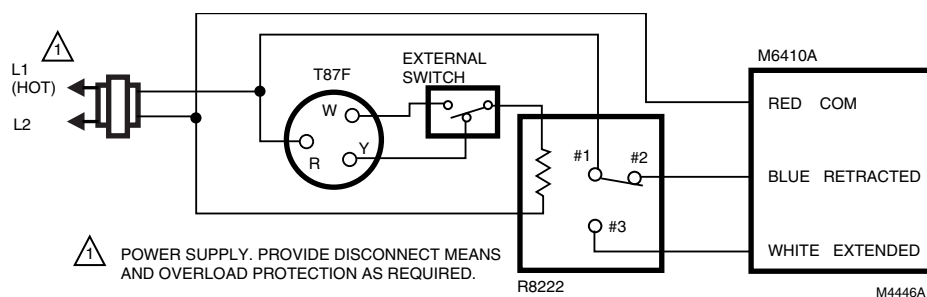 1
L1
(HOT)
L2
T87F
W
R
Y
EXTERNAL
SWITCH
#1
#2
#3
R8222
M6410A
RED COM
BLUE RETRACTED
WHITE EXTENDED
1
POWER SUPPLY. PROVIDE DISCONNECT MEANS
AND OVERLOAD PROTECTION AS REQUIRED.
M4446A